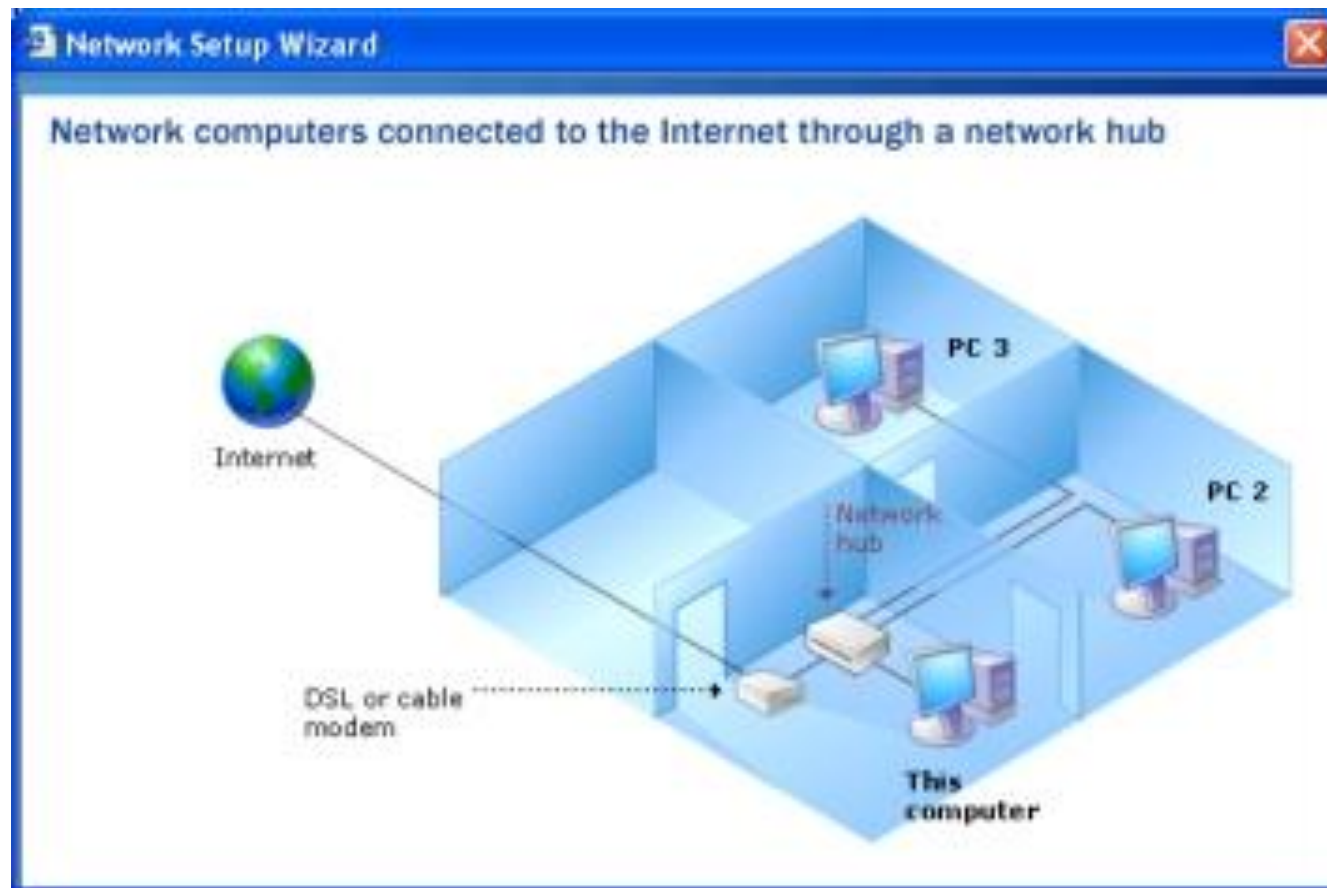 Network Setup Wizard
Network computers connected to the Internet through a network hub
PC 3
Internet
PC 2
Network
hub
DSL or cable
modem
This
computer